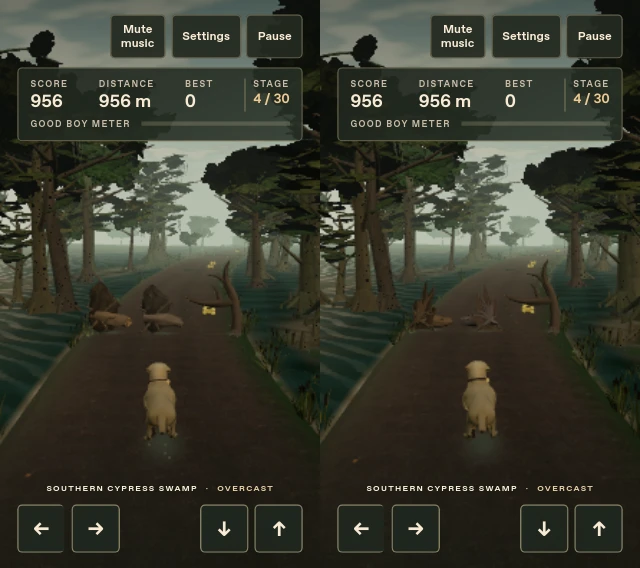 Mute music
Settings
Pause
SCORE
DISTANCE
BEST
STAGE
956
956 m
0
4 / 30
GOOD BOY METER
SOUTHERN CYPRESS SWAMP · OVERCAST
Mute music
Settings
Pause
SCORE
DISTANCE
BEST
STAGE
956
956 m
0
4 / 30
GOOD BOY METER
SOUTHERN CYPRESS SWAMP · OVERCAST